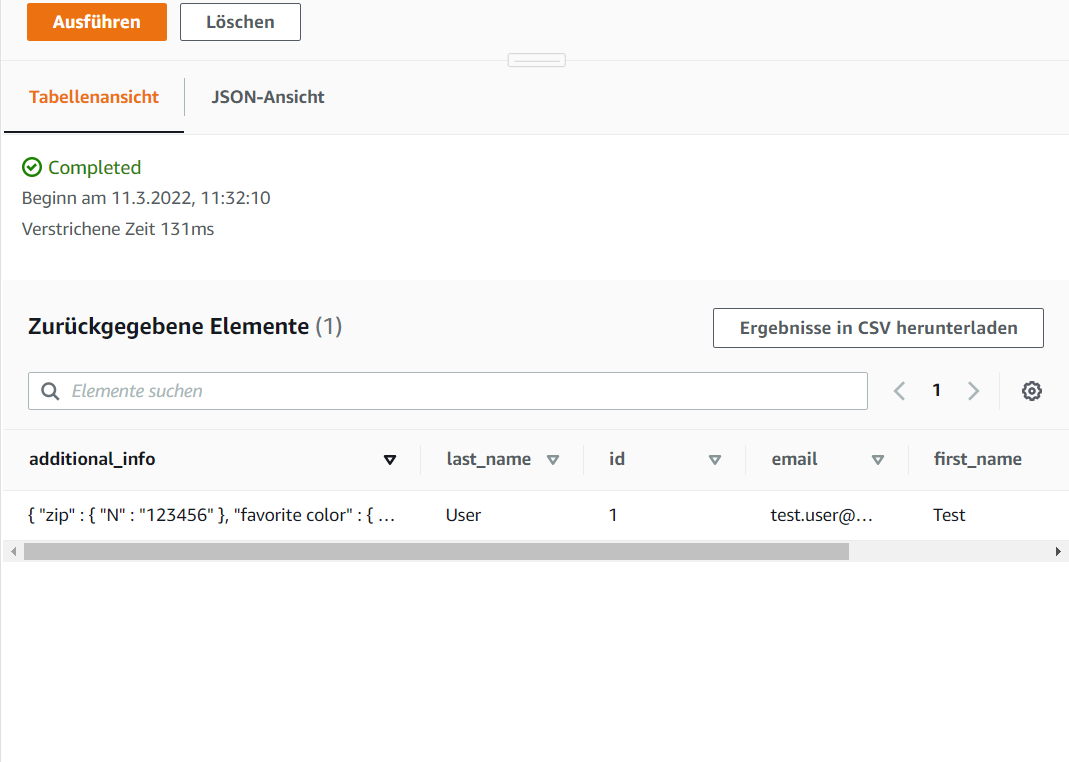 Ausführen Löschen
Tabellenansicht JSON-Ansicht
Completed
Beginn am 11.3.2022, 11:32:10
Verstrichene Zeit 131ms
Zurückgegebene Elemente (1) Ergebnisse in CSV herunterladen
Elemente suchen 1
additional_info last_name id email first_name
{ "zip" : { "N" : "123456" }, "favorite color" : { ... User 1 test.user@... Test